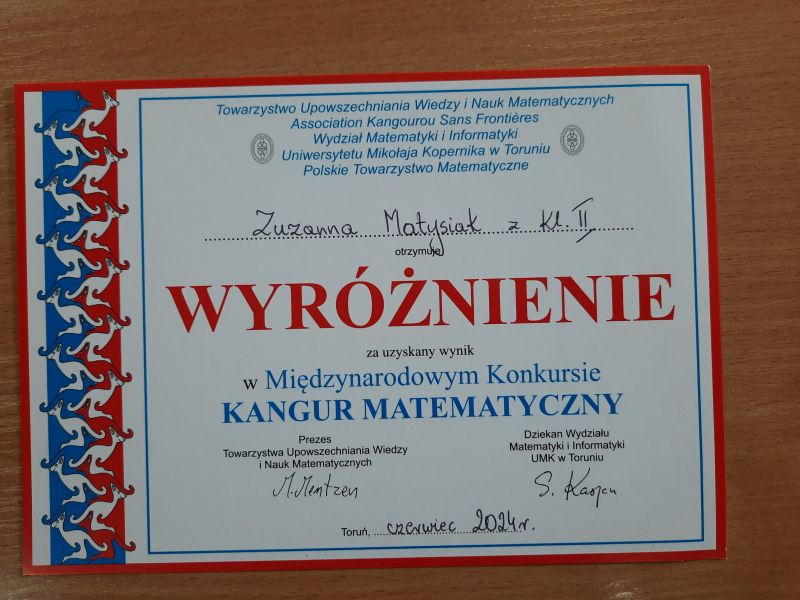 Towarzystwo Upowszechniania Wiedzy i Nauk Matematycznych
Association Kangourou Sans Frontières
Wydział Matematyki i Informatyki
Uniwersytetu Mikołaja Kopernika w Toruniu
Polskie Towarzystwo Matematyczne
Zuzanna Matysiak z kl. II
otrzymuje
WYRÓŻNIENIE
za uzyskany wynik
w Międzynarodowym Konkursie
KANGUR MATEMATYCZNY
Prezes
Towarzystwa Upowszechniania Wiedzy
i Nauk Matematycznych
M. Mentzen
Dziekan Wydziału
Matematyki i Informatyki
UMK w Toruniu
S. Kasjan
Toruń, czerwiec 2024r.